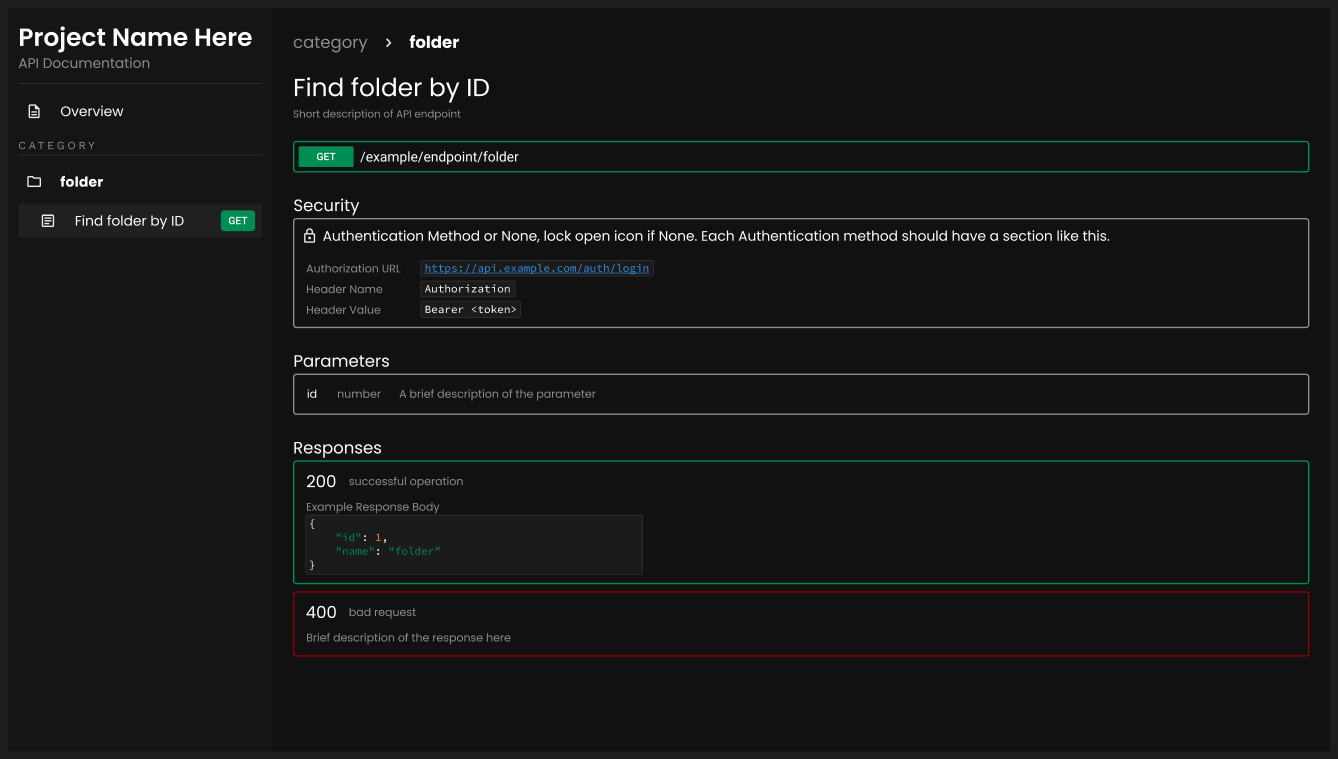 Project Name Here
API Documentation
Overview
CATEGORY
folder
Find folder by ID GET
category > folder
Find folder by ID
Short description of API endpoint
GET /example/endpoint/folder
Security
Authentication Method or None, lock open icon if None. Each Authentication method should have a section like this.
Authorization URL https://api.example.com/auth/login
Header Name Authorization
Header Value Bearer <token>
Parameters
id number A brief description of the parameter
Responses
200 successful operation
Example Response Body
{
    "id": 1,
    "name": "folder"
}
400 bad request
Brief description of the response here